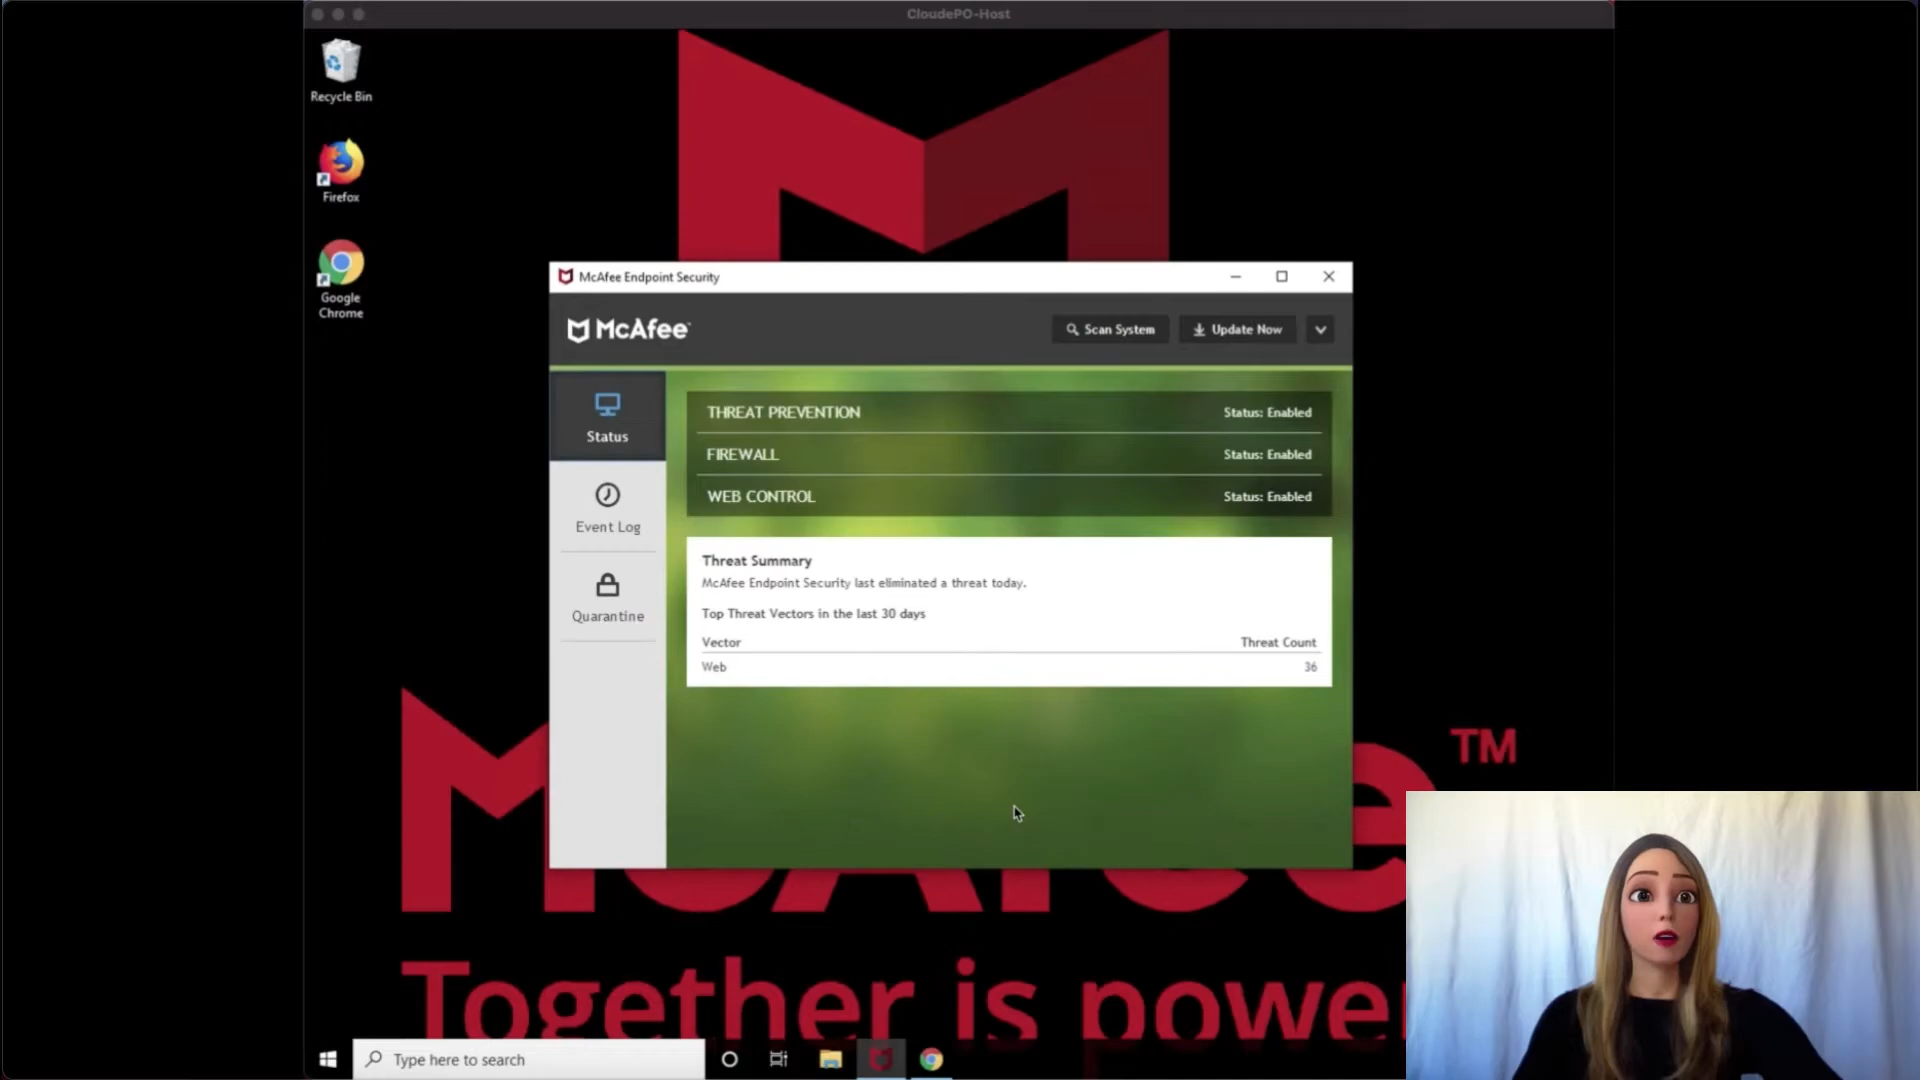 CloudePO-Host
Recycle Bin
Firefox
Google
Chrome
McAfee Endpoint Security
McAfee™
Scan System
Update Now
Status
Event Log
Quarantine
THREAT PREVENTION Status: Enabled
FIREWALL Status: Enabled
WEB CONTROL Status: Enabled
Threat Summary
McAfee Endpoint Security last eliminated a threat today.
Top Threat Vectors in the last 30 days
Vector Threat Count
Web 36
McAfee TM
Together is power
Type here to search